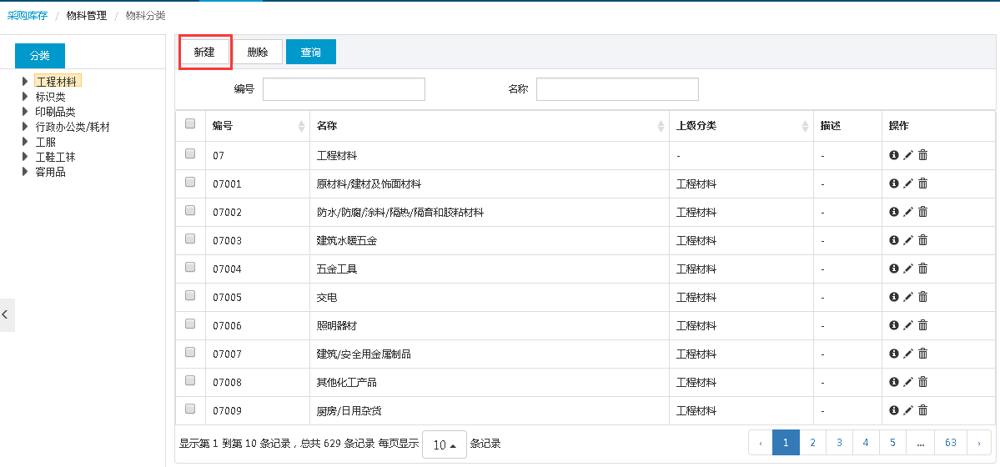 采购库存 / 物料管理 / 物料分类
分类
工程材料
标识类
印刷品类
行政办公类/耗材
工服
工鞋工袜
客用品
新建 删除 查询
编号 名称
编号 名称 上级分类 描述 操作
07 工程材料 - -
07001 原材料/建材及饰面材料 工程材料 -
07002 防水/防腐/涂料/隔热/隔音和胶粘材料 工程材料 -
07003 建筑水暖五金 工程材料 -
07004 五金工具 工程材料 -
07005 交电 工程材料 -
07006 照明器材 工程材料 -
07007 建筑/安全用金属制品 工程材料 -
07008 其他化工产品 工程材料 -
07009 厨房/日用杂货 工程材料 -
显示第 1 到第 10 条记录，总共 629 条记录 每页显示 10 条记录 ‹ 1 2 3 4 5 ... 63 ›